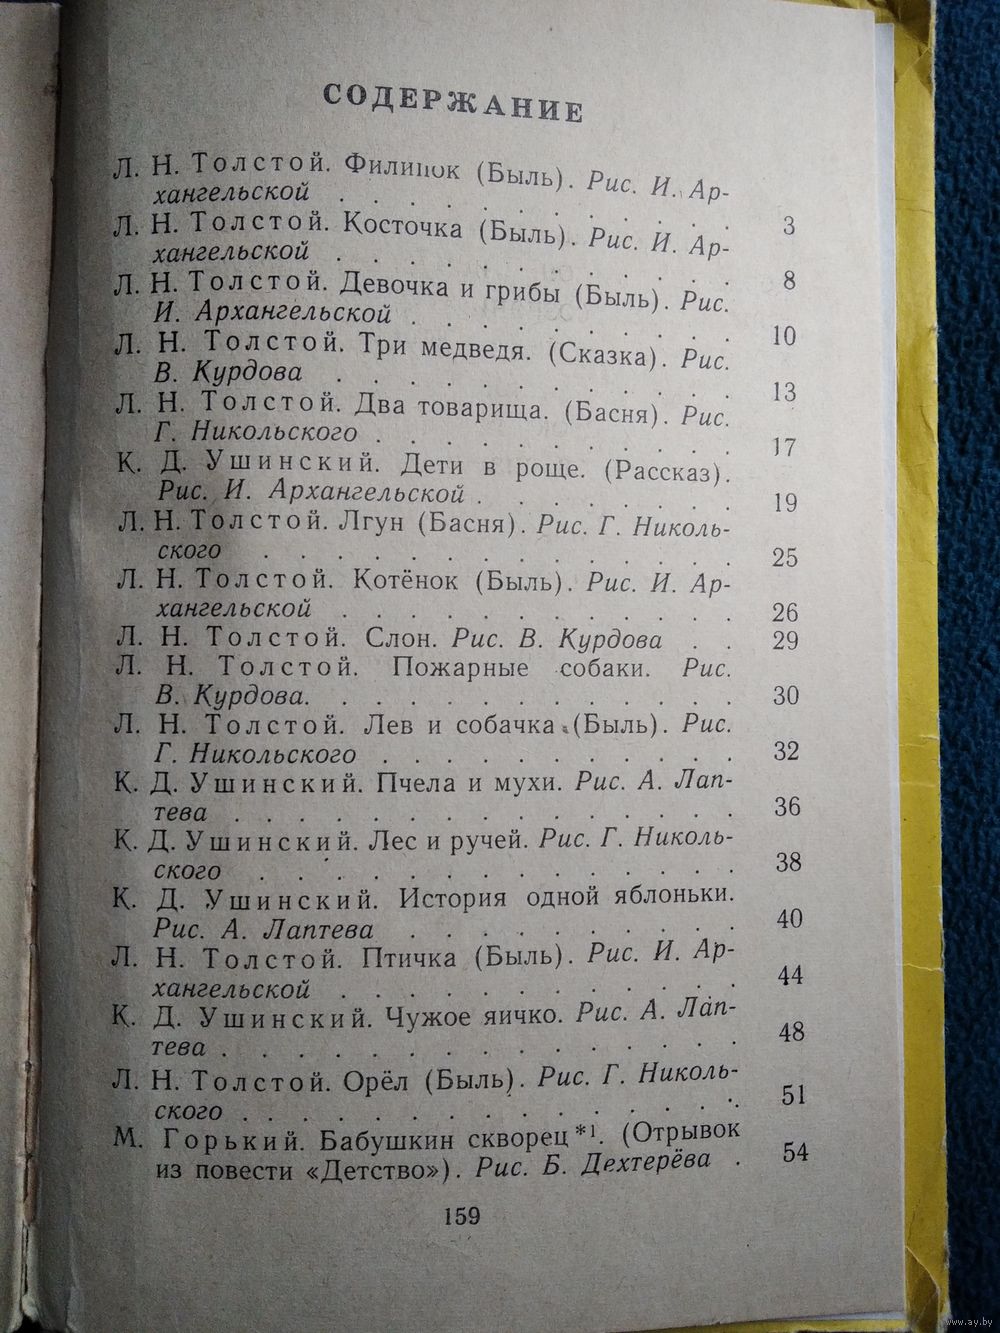 СОДЕРЖАНИЕ
Л. Н. Толстой. Филипок (Быль). Рис. И. Ар-
хангельской . . . . . . . . . . . . 3
Л. Н. Толстой. Косточка (Быль). Рис. И. Ар-
хангельской . . . . . . . . . . . . 8
Л. Н. Толстой. Девочка и грибы (Быль). Рис.
И. Архангельской . . . . . . . . . . 10
Л. Н. Толстой. Три медведя. (Сказка). Рис.
В. Курдова . . . . . . . . . . . . 13
Л. Н. Толстой. Два товарища. (Басня). Рис.
Г. Никольского . . . . . . . . . . . 17
К. Д. Ушинский. Дети в роще. (Рассказ).
Рис. И. Архангельской . . . . . . . . 19
Л. Н. Толстой. Лгун (Басня). Рис. Г. Николь-
ского . . . . . . . . . . . . . . 25
Л. Н. Толстой. Котёнок (Быль). Рис. И. Ар-
хангельской . . . . . . . . . . . . 26
Л. Н. Толстой. Слон. Рис. В. Курдова . . 29
Л. Н. Толстой. Пожарные собаки. Рис.
В. Курдова. . . . . . . . . . . . . 30
Л. Н. Толстой. Лев и собачка (Быль). Рис.
Г. Никольского . . . . . . . . . . . 32
К. Д. Ушинский. Пчела и мухи. Рис. А. Лап-
тева . . . . . . . . . . . . . . . 36
К. Д. Ушинский. Лес и ручей. Рис. Г. Николь-
ского . . . . . . . . . . . . . . 38
К. Д. Ушинский. История одной яблоньки.
Рис. А. Лаптева . . . . . . . . . . 40
Л. Н. Толстой. Птичка (Быль). Рис. И. Ар-
хангельской . . . . . . . . . . . . 44
К. Д. Ушинский. Чужое яичко. Рис. А. Лап-
тева . . . . . . . . . . . . . . . 48
Л. Н. Толстой. Орёл (Быль). Рис. Г. Николь-
ского . . . . . . . . . . . . . . 51
М. Горький. Бабушкин скворец*¹. (Отрывок
из повести «Детство»). Рис. Б. Дехтерёва . 54
159
www.ay.by